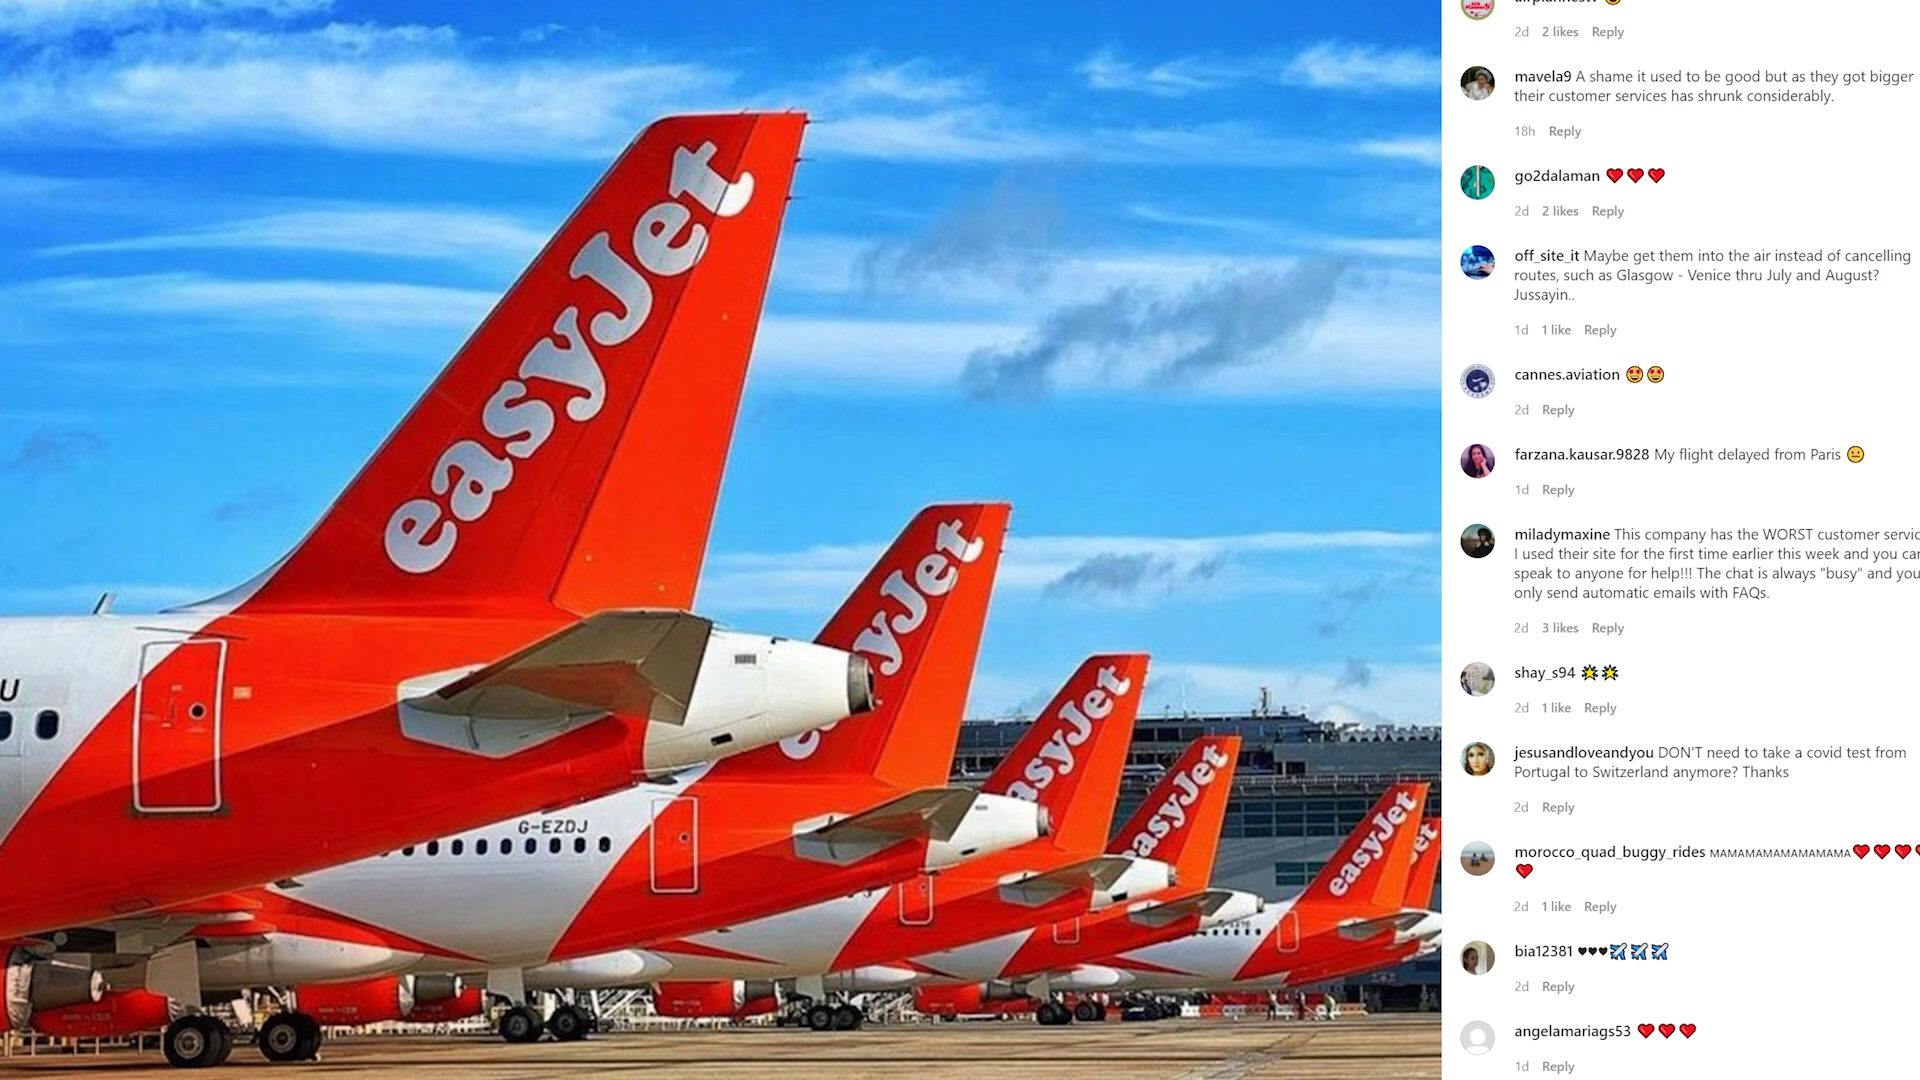 easyJet
easyJet
easyJet
easyJet
easyJet
U
G-EZDJ
2d 2 likes Reply
mavela9 A shame it used to be good but as they got bigger
their customer services has shrunk considerably.
18h Reply
go2dalaman ❤❤❤
2d 2 likes Reply
off_site_it Maybe get them into the air instead of cancelling
routes, such as Glasgow - Venice thru July and August?
Jussayin..
1d 1 like Reply
cannes.aviation 🤩🤩
2d Reply
farzana.kausar.9828 My flight delayed from Paris 😐
1d Reply
miladymaxine This company has the WORST customer servic
I used their site for the first time earlier this week and you can
speak to anyone for help!!! The chat is always "busy" and you
only send automatic emails with FAQs.
2d 3 likes Reply
shay_s94 🌟🌟
2d 1 like Reply
jesusandloveandyou DON'T need to take a covid test from
Portugal to Switzerland anymore? Thanks
2d Reply
morocco_quad_buggy_rides ᴍᴀᴍᴀᴍᴀᴍᴀᴍᴀᴍᴀᴍᴀᴍᴀ❤❤❤❤
❤
2d 1 like Reply
bia12381 ♥♥♥✈✈✈
2d Reply
angelamariags53 ❤❤❤
1d Reply